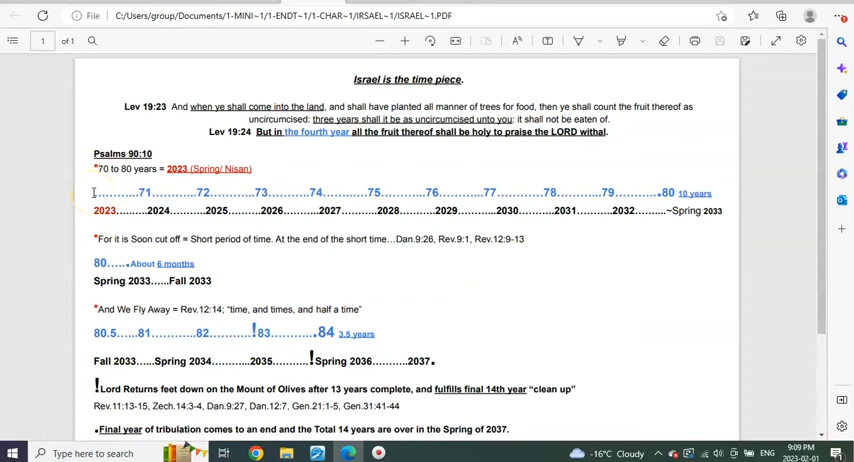 File C:/Users/group/Documents/1-MINI~1/1-ENDT~1/1-CHAR~1/IRSAEL~1/ISRAEL~1.PDF
1 of 1
Israel is the time piece.
Lev 19:23 And when ye shall come into the land, and shall have planted all manner of trees for food, then ye shall count the fruit thereof as
uncircumcised: three years shall it be as uncircumcised unto you: it shall not be eaten of.
Lev 19:24 But in the fourth year all the fruit thereof shall be holy to praise the LORD withal.
Psalms 90:10
*70 to 80 years = 2023 (Spring/ Nisan)
...........71...........72...........73...........74...........75...........76...........77...........78...........79...........80 10 years
2023.......2024..........2025..........2026..........2027..........2028..........2029..........2030..........2031..........2032..........~Spring 2033
*For it is Soon cut off = Short period of time. At the end of the short time…Dan.9:26, Rev.9:1, Rev.12:9-13
80......About 6 months
Spring 2033…..Fall 2033
*And We Fly Away = Rev.12:14; “time, and times, and half a time”
80.5......81...........82..........!83...........84 3.5 years
Fall 2033…..Spring 2034...........2035..........!Spring 2036..........2037.
!Lord Returns feet down on the Mount of Olives after 13 years complete, and fulfills final 14th year “clean up”
Rev.11:13-15, Zech.14:3-4, Dan.9:27, Dan.12:7, Gen.21:1-5, Gen.31:41-44
.Final year of tribulation comes to an end and the Total 14 years are over in the Spring of 2037.
Type here to search
-16°C Cloudy
ENG
9:09 PM
2023-02-01